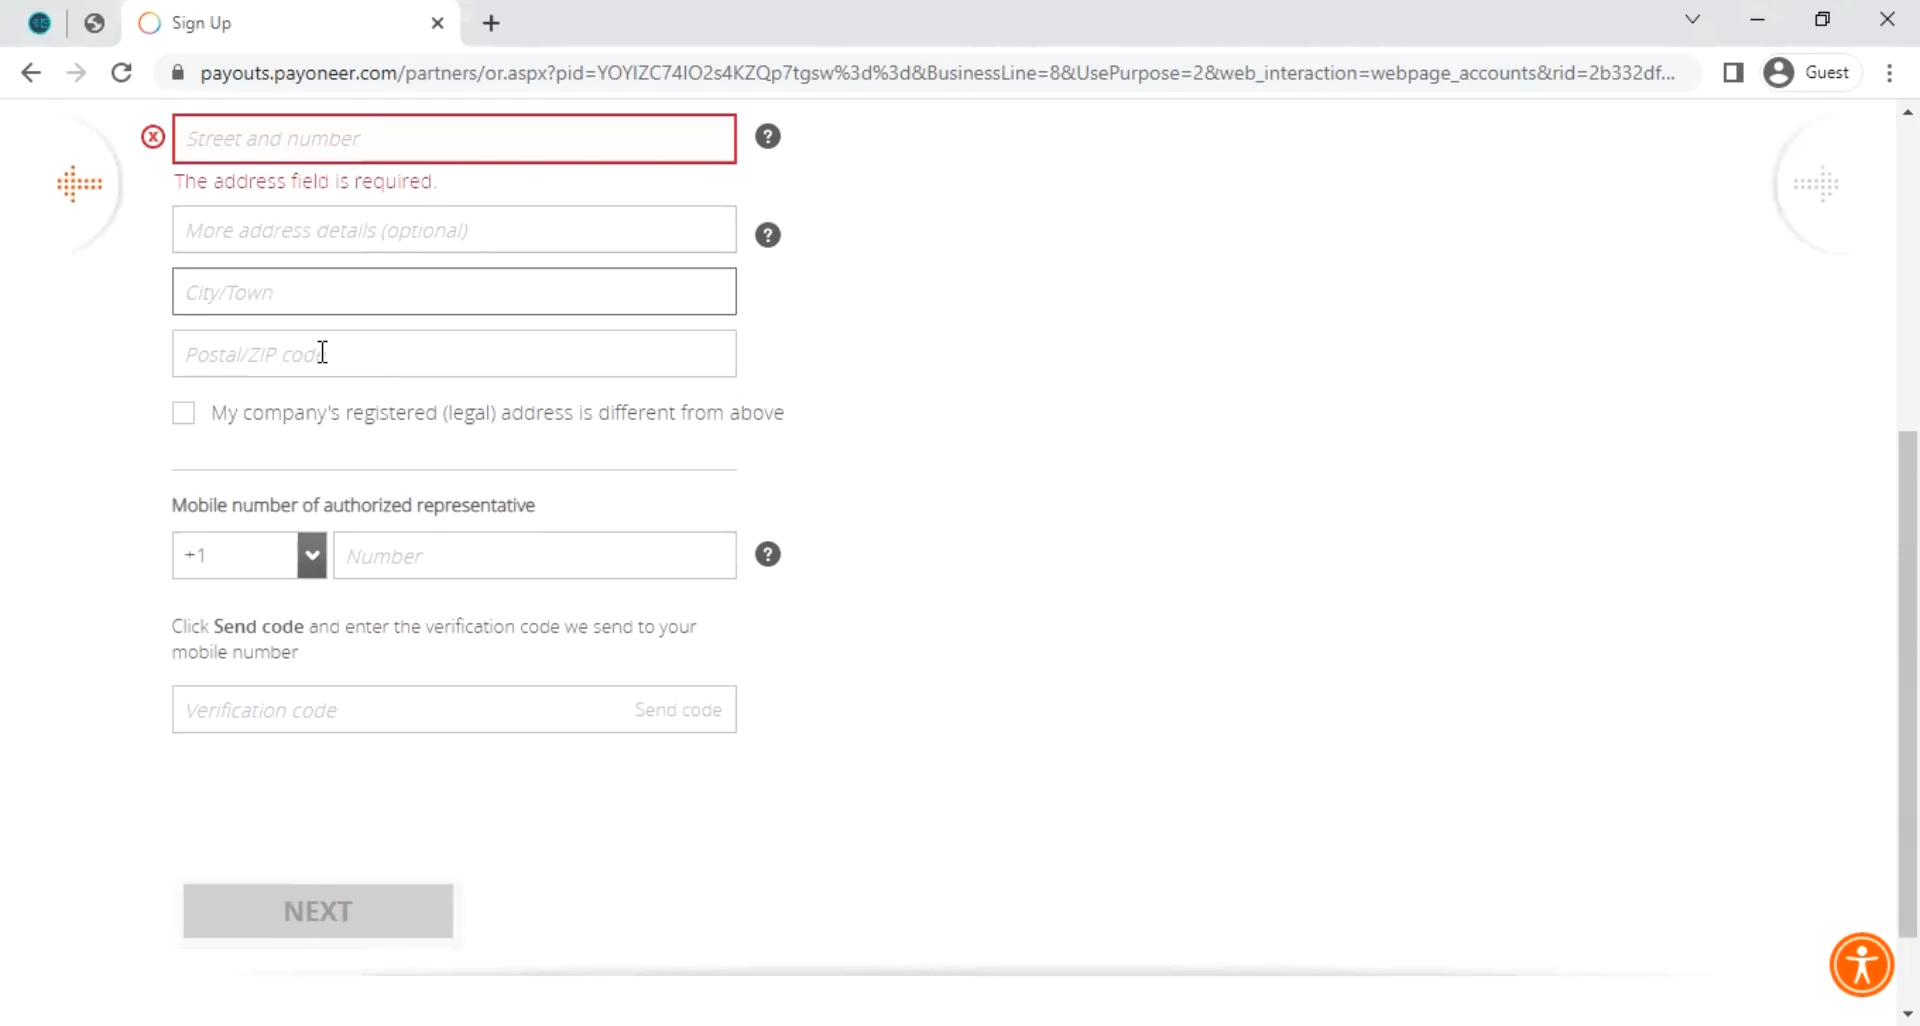 Sign Up
payouts.payoneer.com/partners/or.aspx?pid=YOYIZC74IO2s4KZQp7tgsw%3d%3d&BusinessLine=8&UsePurpose=2&web_interaction=webpage_accounts&rid=2b332df...
Guest
Street and number
The address field is required.
More address details (optional)
City/Town
Postal/ZIP code
My company's registered (legal) address is different from above
Mobile number of authorized representative
+1
Number
Click Send code and enter the verification code we send to your
mobile number
Verification code
Send code
NEXT